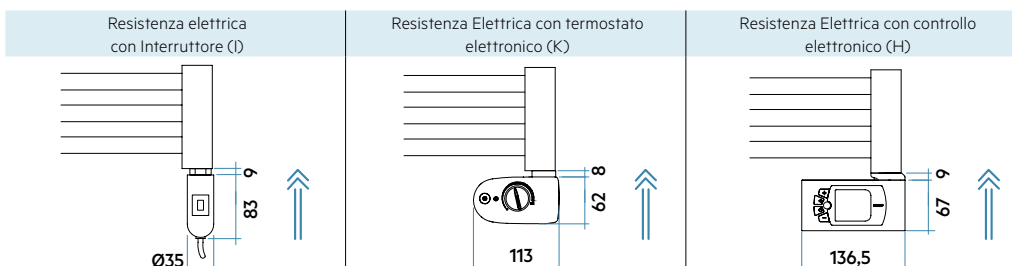 Resistenza elettrica
con Interruttore (I)
Resistenza Elettrica con termostato
elettronico (K)
Resistenza Elettrica con controllo
elettronico (H)
9
83
Ø35
8
62
113
9
67
136,5